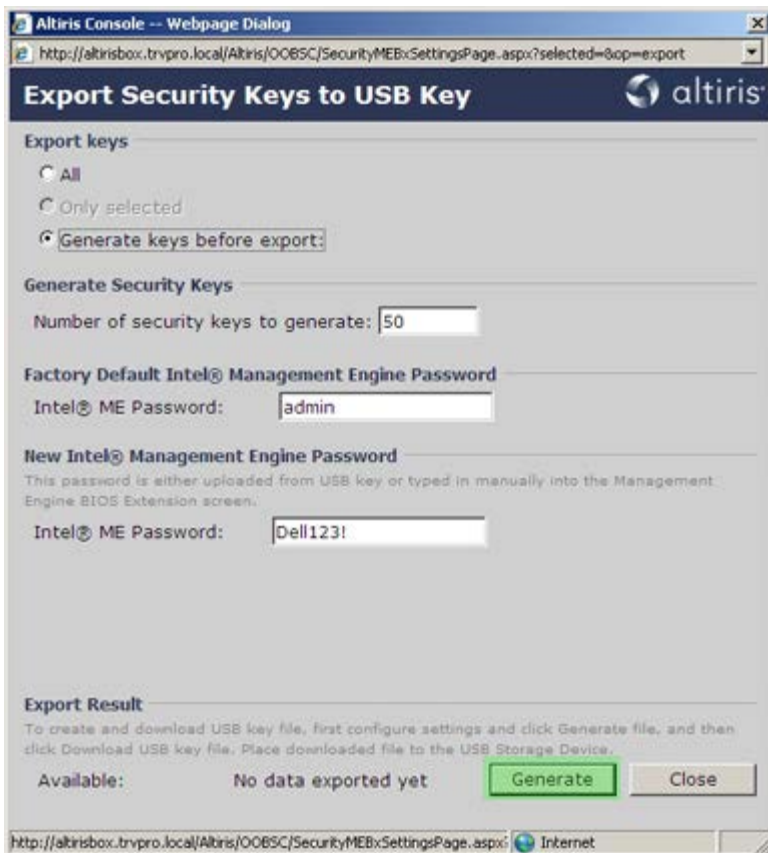 Altiris Console -- Webpage Dialog
http://altirisbox.trvpro.local/Altiris/OOBSC/SecurityMEBxSettingsPage.aspx?selected=&op=export
Export Security Keys to USB Key
altiris
Export keys
All
Only selected
Generate keys before export:
Generate Security Keys
Number of security keys to generate: 50
Factory Default Intel® Management Engine Password
Intel® ME Password: admin
New Intel® Management Engine Password
This password is either uploaded from USB key or typed in manually into the Management
Engine BIOS Extension screen.
Intel® ME Password: Dell123!
Export Result
To create and download USB key file, first configure settings and click Generate file, and then
click Download USB key file. Place downloaded file to the USB Storage Device.
Available: No data exported yet Generate Close
http://altirisbox.trvpro.local/Altiris/OOBSC/SecurityMEBxSettingsPage.aspx? Internet